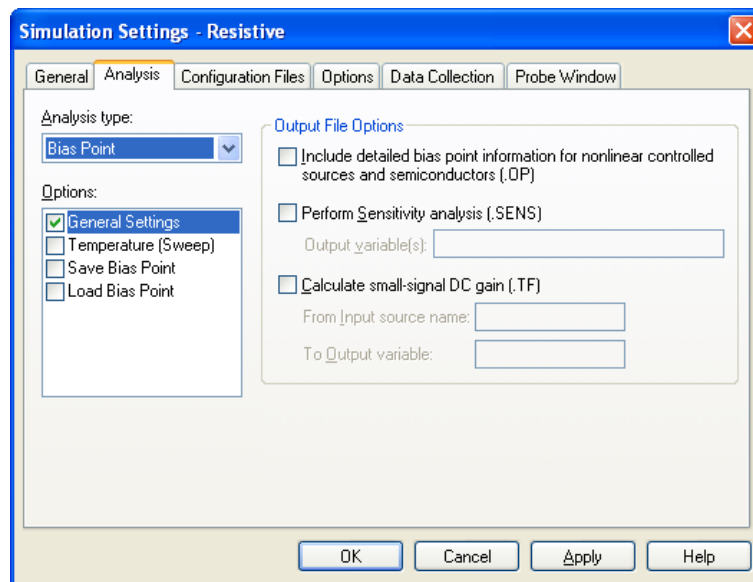 Simulation Settings - Resistive
General Analysis Configuration Files Options Data Collection Probe Window
Analysis type:
Bias Point
Options:
General Settings
Temperature (Sweep)
Save Bias Point
Load Bias Point
Output File Options
Include detailed bias point information for nonlinear controlled
sources and semiconductors (.OP)
Perform Sensitivity analysis (.SENS)
Output variable(s):
Calculate small-signal DC gain (.TF)
From Input source name:
To Output variable:
OK Cancel Apply Help